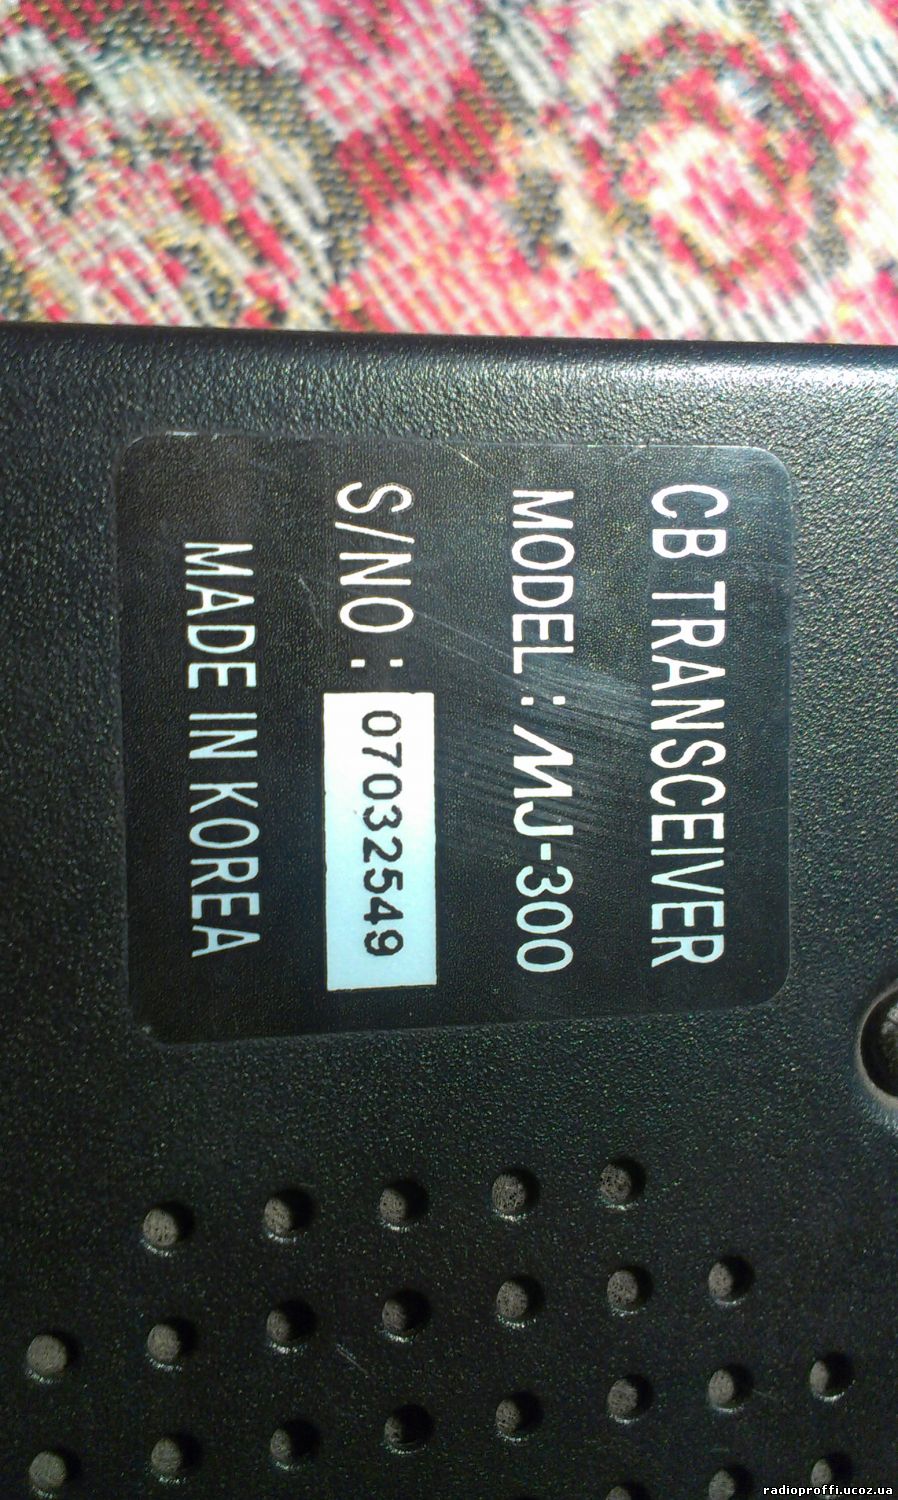 CB TRANSCEIVER
MODEL : MJ-300
S/NO : 07032549
MADE IN KOREA
radioproffi.ucoz.ua